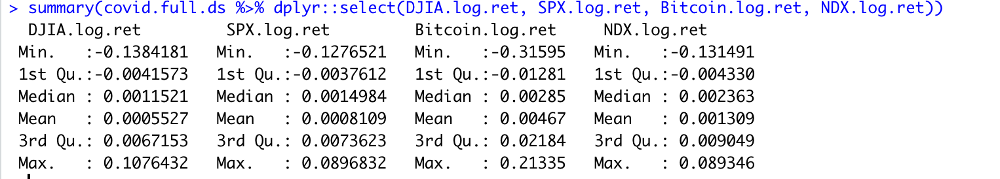 > summary(covid.full.ds %>% dplyr::select(DJIA.log.ret, SPX.log.ret, Bitcoin.log.ret, NDX.log.ret))
  DJIA.log.ret         SPX.log.ret         Bitcoin.log.ret     NDX.log.ret
 Min.   :-0.1384181   Min.   :-0.1276521   Min.   :-0.31595   Min.   :-0.131491
 1st Qu.:-0.0041573   1st Qu.:-0.0037612   1st Qu.:-0.01281   1st Qu.:-0.004330
 Median : 0.0011521   Median : 0.0014984   Median : 0.00285   Median : 0.002363
 Mean   : 0.0005527   Mean   : 0.0008109   Mean   : 0.00467   Mean   : 0.001309
 3rd Qu.: 0.0067153   3rd Qu.: 0.0073623   3rd Qu.: 0.02184   3rd Qu.: 0.009049
 Max.   : 0.1076432   Max.   : 0.0896832   Max.   : 0.21335   Max.   : 0.089346